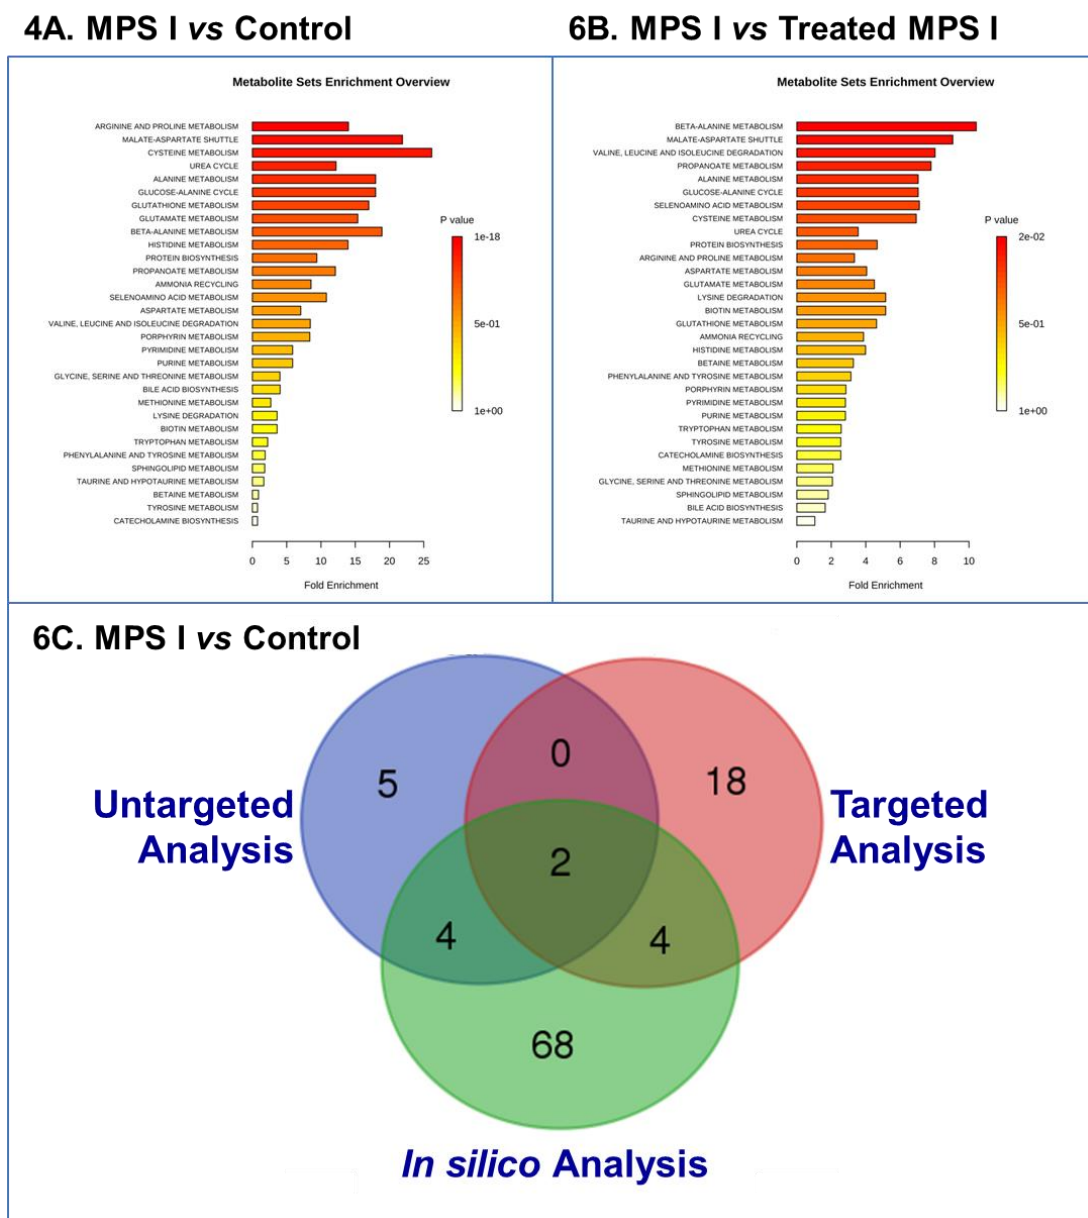 4A. MPS I vs Control
6B. MPS I vs Treated MPS I
Metabolite Sets Enrichment Overview
ARGININE AND PROLINE METABOLISM
MALATE-ASPARTATE SHUTTLE
CYSTEINE METABOLISM
UREA CYCLE
ALANINE METABOLISM
GLUCOSE-ALANINE CYCLE
GLUTATHIONE METABOLISM
GLUTAMATE METABOLISM
BETA-ALANINE METABOLISM
HISTIDINE METABOLISM
PROTEIN BIOSYNTHESIS
PROPANOATE METABOLISM
AMMONIA RECYCLING
SELENOAMINO ACID METABOLISM
ASPARTATE METABOLISM
VALINE, LEUCINE AND ISOLEUCINE DEGRADATION
PORPHYRIN METABOLISM
PYRIMIDINE METABOLISM
PURINE METABOLISM
GLYCINE, SERINE AND THREONINE METABOLISM
BILE ACID BIOSYNTHESIS
METHIONINE METABOLISM
LYSINE DEGRADATION
BIOTIN METABOLISM
TRYPTOPHAN METABOLISM
PHENYLALANINE AND TYROSINE METABOLISM
SPHINGOLIPID METABOLISM
TAURINE AND HYPOTAURINE METABOLISM
BETAINE METABOLISM
TYROSINE METABOLISM
CATECHOLAMINE BIOSYNTHESIS
0 5 10 15 20 25
Fold Enrichment
P value
1e-18
5e-01
1e+00
Metabolite Sets Enrichment Overview
BETA-ALANINE METABOLISM
MALATE-ASPARTATE SHUTTLE
VALINE, LEUCINE AND ISOLEUCINE DEGRADATION
PROPANOATE METABOLISM
ALANINE METABOLISM
GLUCOSE-ALANINE CYCLE
SELENOAMINO ACID METABOLISM
CYSTEINE METABOLISM
UREA CYCLE
PROTEIN BIOSYNTHESIS
ARGININE AND PROLINE METABOLISM
ASPARTATE METABOLISM
GLUTAMATE METABOLISM
LYSINE DEGRADATION
BIOTIN METABOLISM
GLUTATHIONE METABOLISM
AMMONIA RECYCLING
HISTIDINE METABOLISM
BETAINE METABOLISM
PHENYLALANINE AND TYROSINE METABOLISM
PORPHYRIN METABOLISM
PYRIMIDINE METABOLISM
PURINE METABOLISM
TRYPTOPHAN METABOLISM
TYROSINE METABOLISM
CATECHOLAMINE BIOSYNTHESIS
METHIONINE METABOLISM
GLYCINE, SERINE AND THREONINE METABOLISM
SPHINGOLIPID METABOLISM
BILE ACID BIOSYNTHESIS
TAURINE AND HYPOTAURINE METABOLISM
0 2 4 6 8 10
Fold Enrichment
P value
2e-02
5e-01
1e+00
6C. MPS I vs Control
Untargeted
Analysis
Targeted
Analysis
5
0
18
2
4
4
68
In silico Analysis